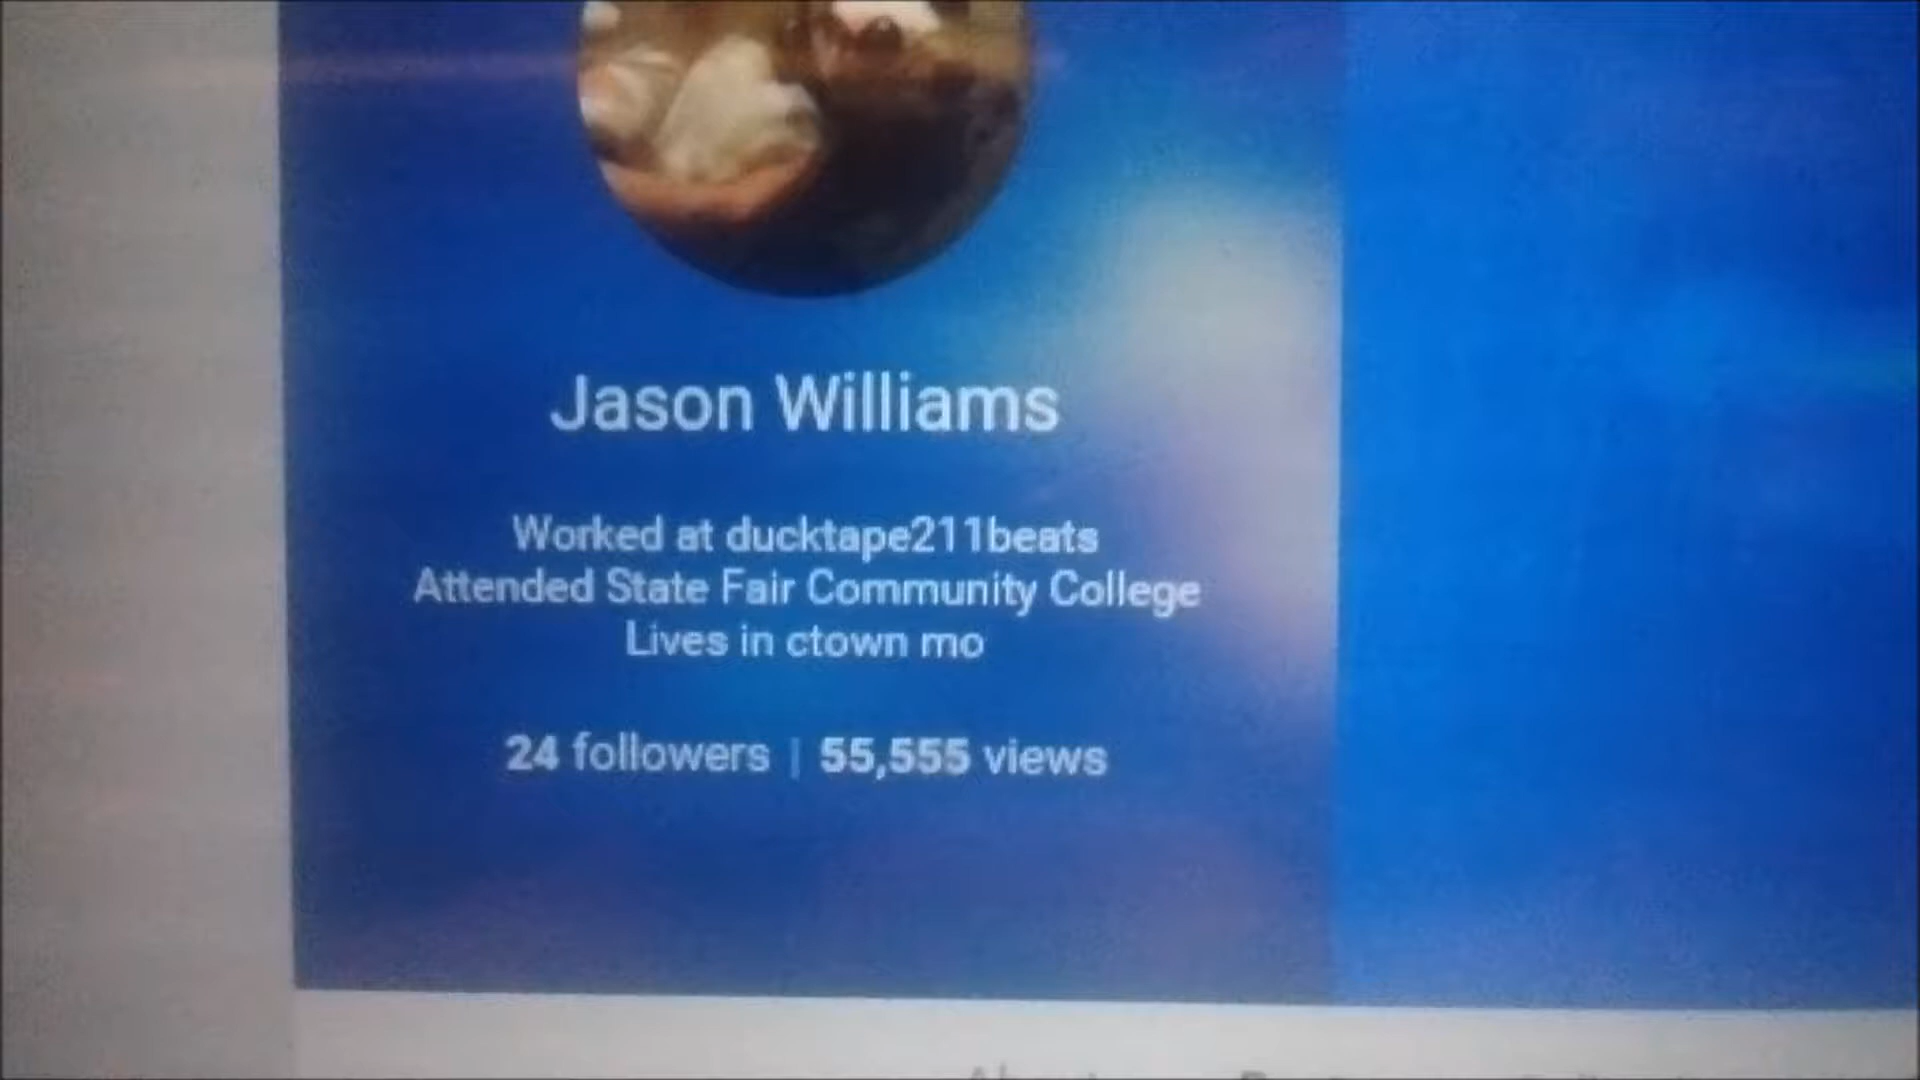 Jason Williams
Worked at ducktape211beats
Attended State Fair Community College
Lives in ctown mo
24 followers | 55,555 views